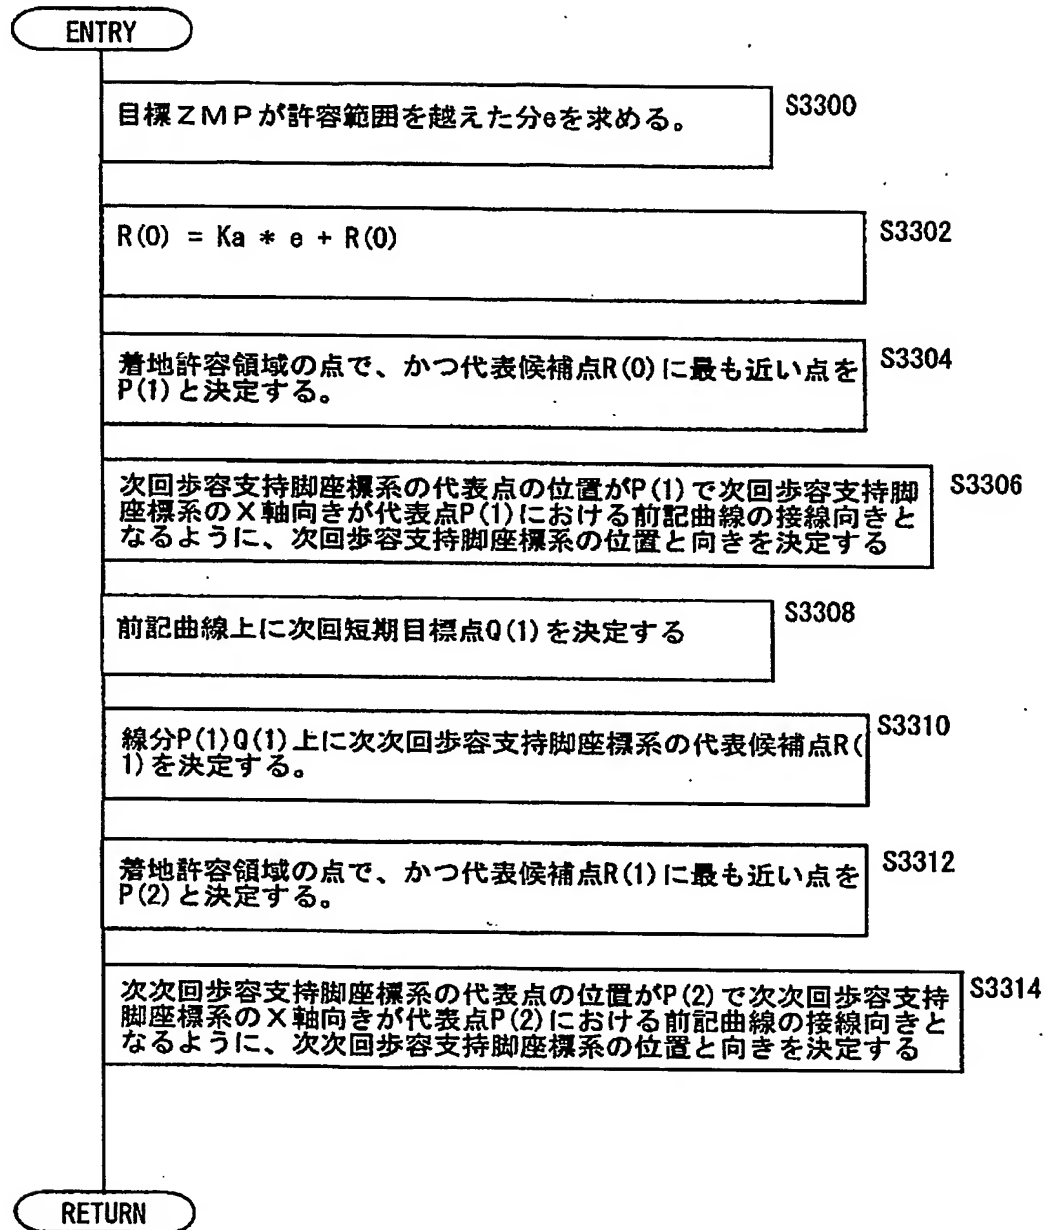 ENTRY
目標ZMPが許容範囲を越えた分eを求める。
S3300
R(0) = Ka * e + R(0)
S3302
着地許容領域の点で、かつ代表候補点R(0)に最も近い点を
P(1)と決定する。
S3304
次回歩容支持脚座標系の代表点の位置がP(1)で次回歩容支持脚
座標系のX軸向きが代表点P(1)における前記曲線の接線向きと
なるように、次回歩容支持脚座標系の位置と向きを決定する
S3306
前記曲線上に次回短期目標点Q(1)を決定する
S3308
線分P(1)Q(1)上に次次回歩容支持脚座標系の代表候補点R(
1)を決定する。
S3310
着地許容領域の点で、かつ代表候補点R(1)に最も近い点を
P(2)と決定する。
S3312
次次回歩容支持脚座標系の代表点の位置がP(2)で次次回歩容支持
脚座標系のX軸向きが代表点P(2)における前記曲線の接線向きと
なるように、次次回歩容支持脚座標系の位置と向きを決定する
S3314
RETURN